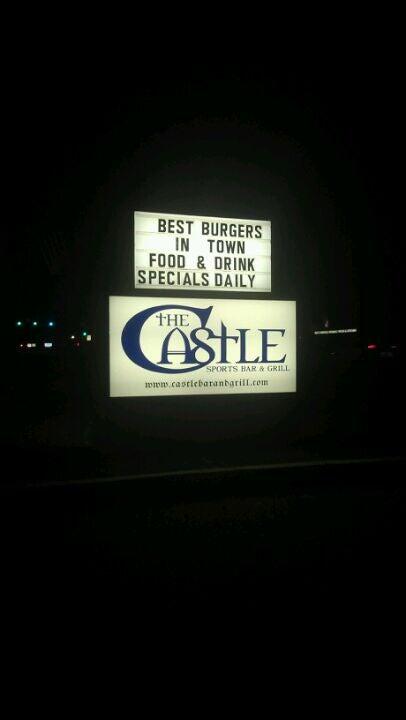 BEST BURGERS
IN TOWN
FOOD & DRINK
SPECIALS DAILY
THE
CASTLE
SPORTS BAR & GRILL
www.castlebarandgrill.com